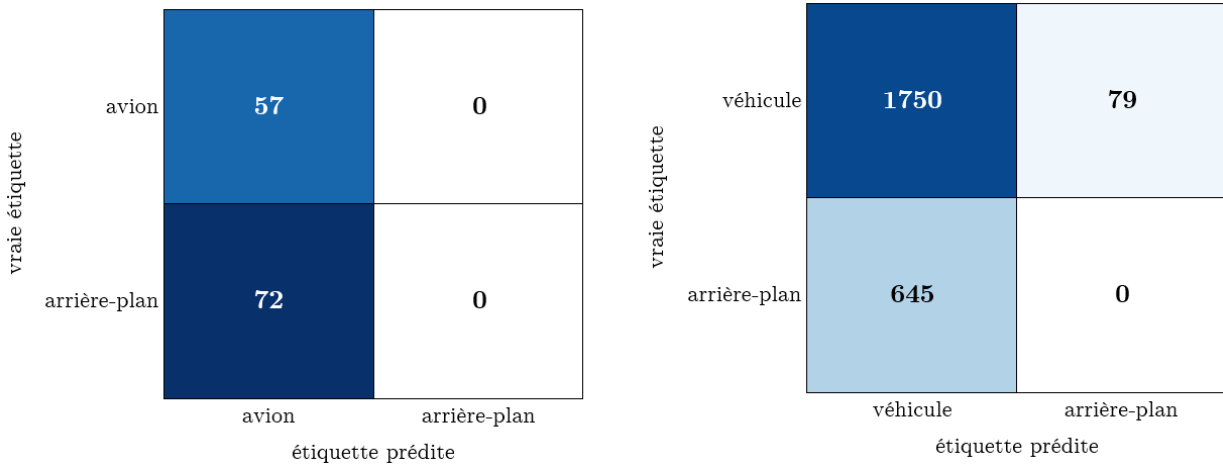 vraie étiquette
avion
57
0
arrière-plan
72
0
avion
arrière-plan
étiquette prédite
vraie étiquette
véhicule
1750
79
arrière-plan
645
0
véhicule
arrière-plan
étiquette prédite